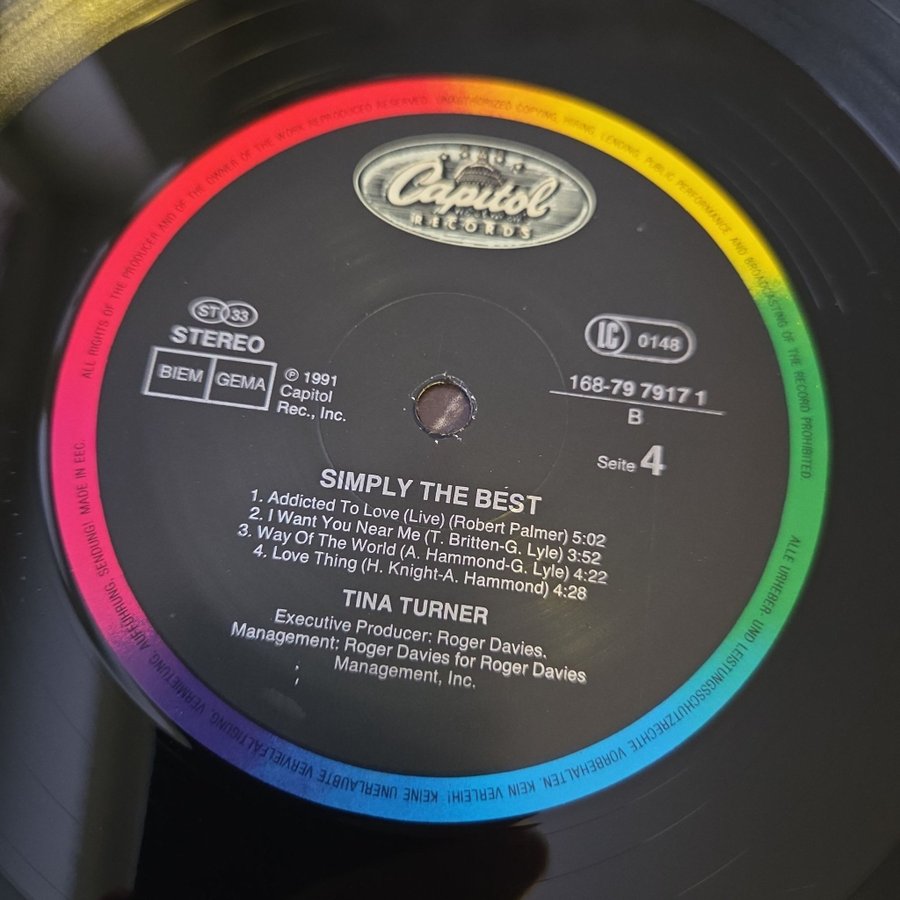 ALL RIGHTS OF THE PRODUCER AND OF THE OWNER OF THE WORK REPRODUCED RESERVED. UNAUTHORIZED COPYING, HIRING, LENDING, PUBLIC PERFORMANCE AND BROADCASTING OF THE RECORD PROHIBITED.
Capitol
RECORDS
ST 33
STEREO
BIEM GEMA
℗ 1991
Capitol
Rec., Inc.
LC 0148
168-79 7917 1
B
Seite 4
SIMPLY THE BEST
1. Addicted To Love (Live) (Robert Palmer) 5:02
2. I Want You Near Me (T. Britten-G. Lyle) 3:52
3. Way Of The World (A. Hammond-G. Lyle) 4:22
4. Love Thing (H. Knight-A. Hammond) 4:28
TINA TURNER
Executive Producer: Roger Davies.
Management: Roger Davies for Roger Davies
Management, Inc.
ALLE URHEBER- UND LEISTUNGSSCHUTZRECHTE VORBEHALTEN. KEIN VERLEIH! KEINE UNERLAUBTE VERVIELFÄLTIGUNG, VERMIETUNG, AUFFÜHRUNG, SENDUNG! MADE IN EEC